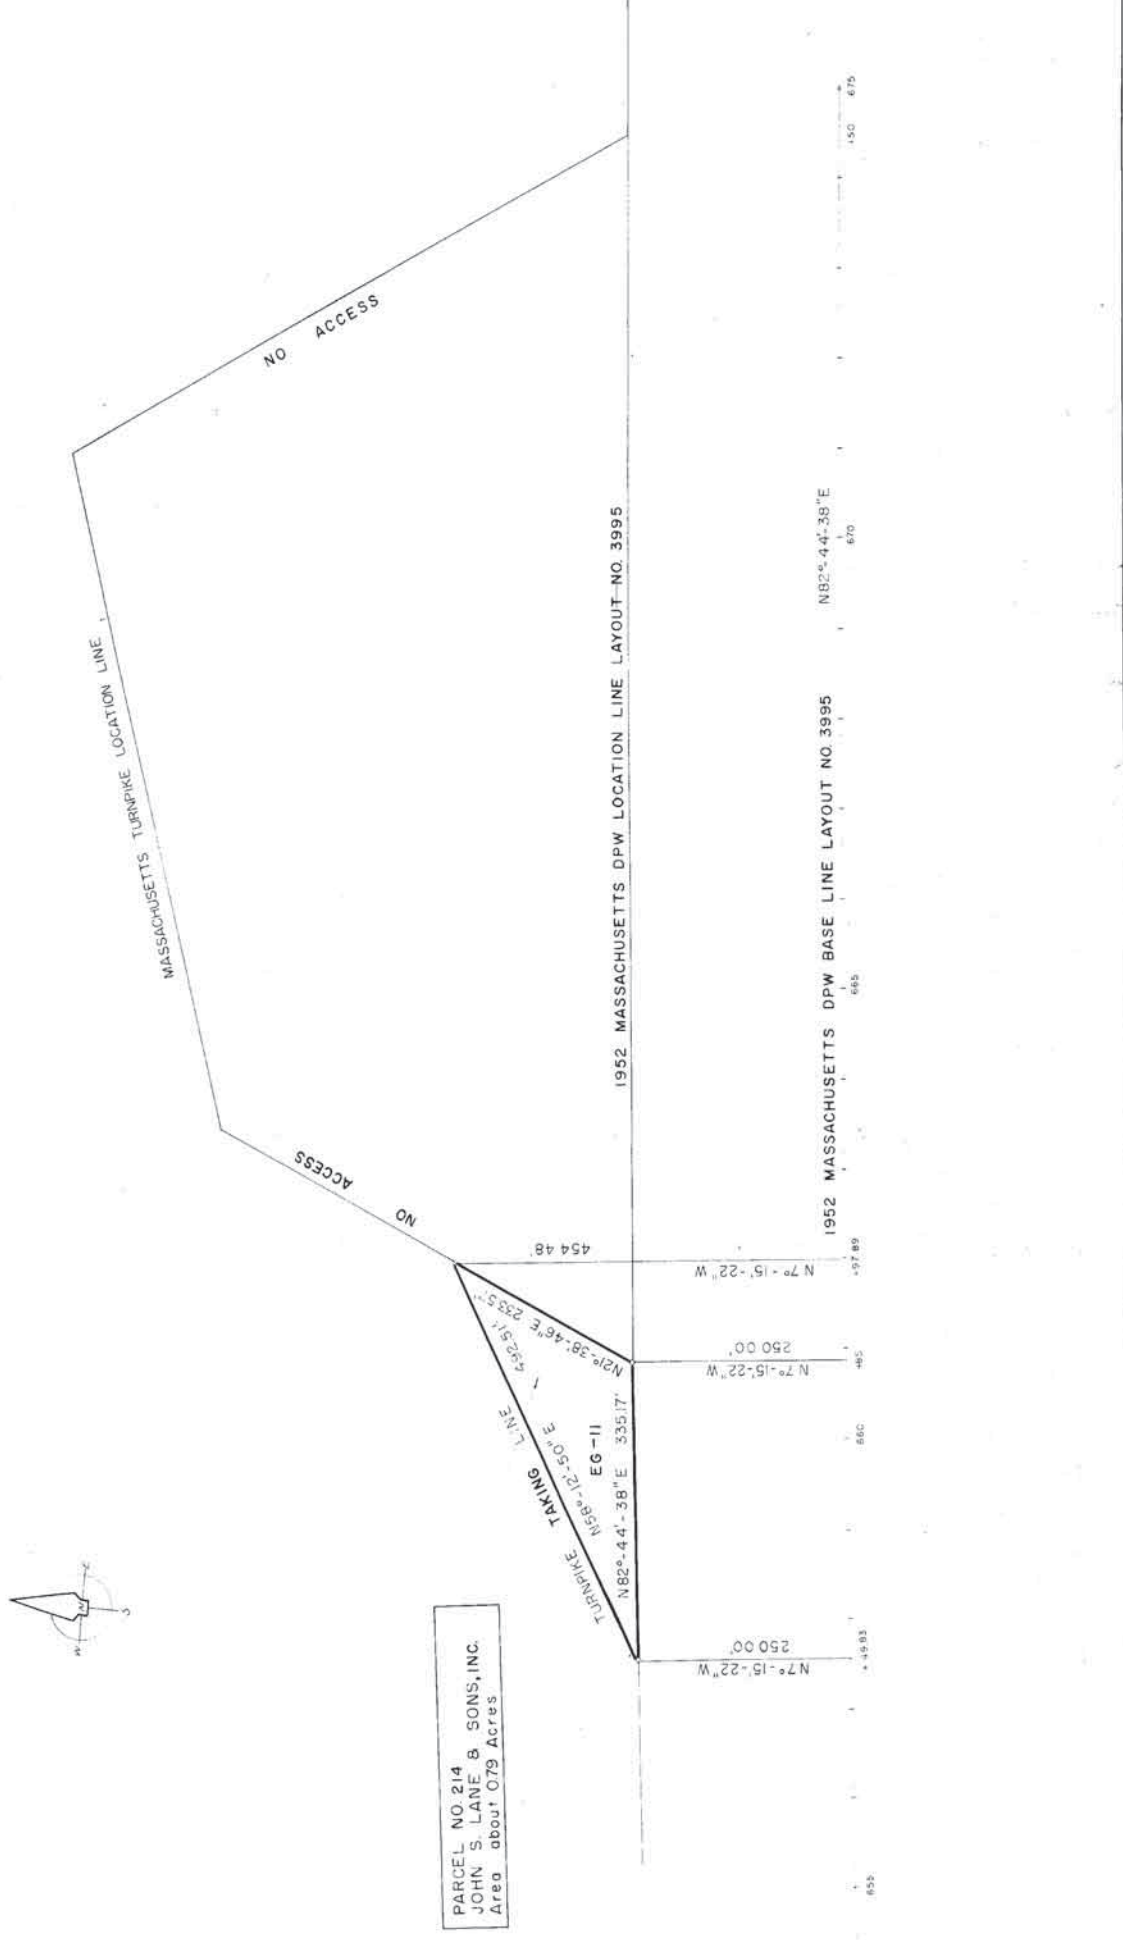 N
W
E
S
MASSACHUSETTS TURNPIKE LOCATION LINE
NO ACCESS
NO ACCESS
PARCEL NO. 214
JOHN S. LANE & SONS, INC.
Area about 0.79 Acres
TURNPIKE TAKING LINE
N58°-12'-50"E 492.51'
EG-11
N21°-38'-46"E 233.57'
N82°-44'-38"E 335.17'
454.48'
N7°-15'-22"W
1952 MASSACHUSETTS DPW LOCATION LINE LAYOUT NO. 3995
250.00'
N7°-15'-22"W
250.00'
N7°-15'-22"W
1952 MASSACHUSETTS DPW BASE LINE LAYOUT NO. 3995 N82°-44'-38"E
655
+49.83
660
+85
+97.89
665
670
+50
675